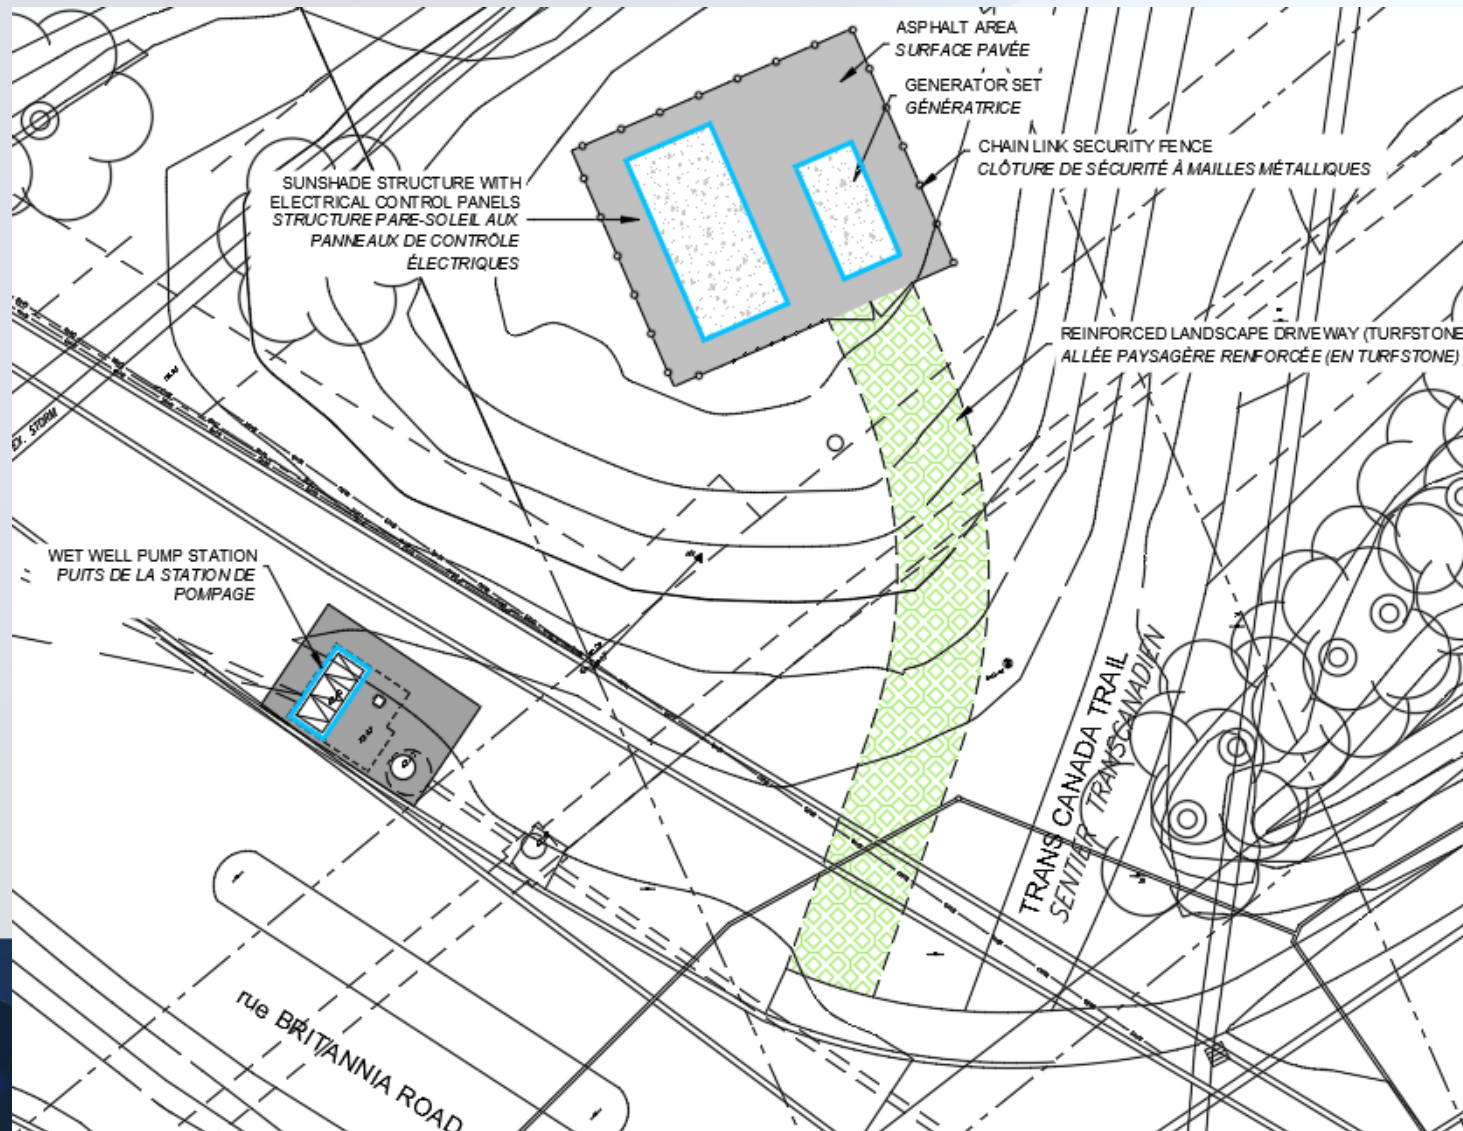 ASPHALT AREA
SURFACE PAVÉE
GENERATOR SET
GÉNÉRATRICE
CHAIN LINK SECURITY FENCE
CLÔTURE DE SÉCURITÉ À MAILLES MÉTALLIQUES
SUNSHADE STRUCTURE WITH
ELECTRICAL CONTROL PANELS
STRUCTURE PARE-SOLEIL AUX
PANNEAUX DE CONTRÔLE
ÉLECTRIQUES
REINFORCED LANDSCAPE DRIVEWAY (TURFSTONE
ALLÉE PAYSAGÈRE RENFORCÉE (EN TURFSTONE)
EX. STORM
WET WELL PUMP STATION
PUITS DE LA STATION DE
POMPAGE
TRANS CANADA TRAIL
SENTIER TRANSCANADIEN
rue BRITANNIA ROAD